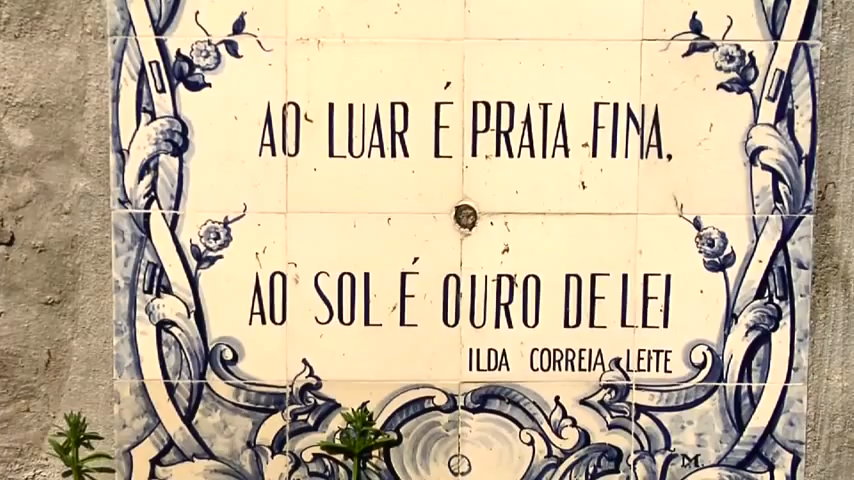 AO LUAR É PRATA FINA,
AO SOL É OURO DE LEI
ILDA CORREIA LEITE
M.